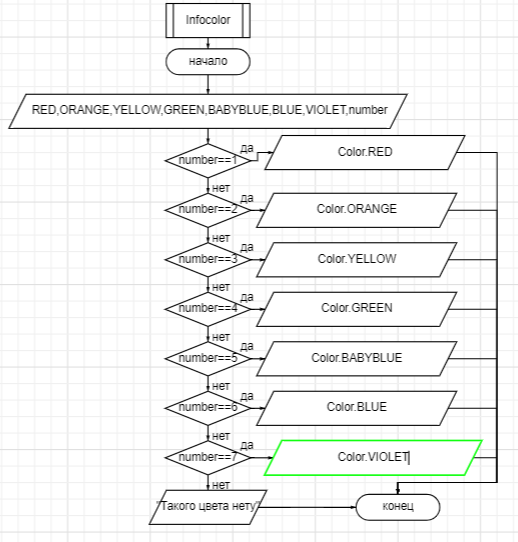 Infocolor
начало
RED,ORANGE,YELLOW,GREEN,BABYBLUE,BLUE,VIOLET,number
number==1
да
Color.RED
нет
number==2
да
Color.ORANGE
нет
number==3
да
Color.YELLOW
нет
number==4
да
Color.GREEN
нет
number==5
да
Color.BABYBLUE
нет
number==6
да
Color.BLUE
нет
number==7
да
Color.VIOLET
нет
"Такого цвета нету"
конец